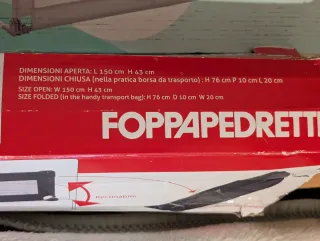 DIMENSIONI APERTA: L 150 cm H 43 cm
DIMENSIONI CHIUSA (nella pratica borsa da trasporto) : H 76 cm P 10 cm L 20 cm
SIZE OPEN: W 150 cm H 43 cm
SIZE FOLDED (in the handy transport bag): H 76 cm D 10 cm W 20 cm
FOPPAPEDRETTI